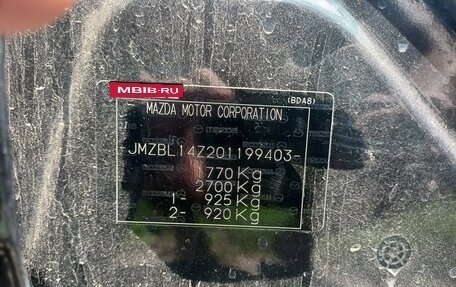 MBIB.RU
(BDA8)
MAZDA MOTOR CORPORATION
JMZBL14Z201199403-
1770 Kg
2700 Kg
1- 925 Kg
2- 920 Kg